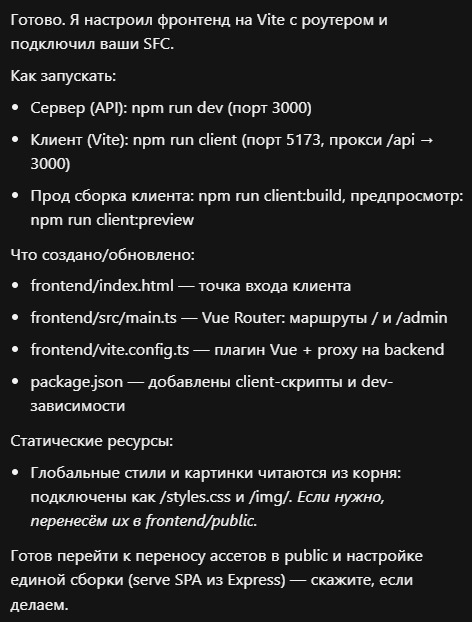 Готово. Я настроил фронтенд на Vite с роутером и
подключил ваши SFC.
Как запускать:
• Сервер (API): npm run dev (порт 3000)
• Клиент (Vite): npm run client (порт 5173, прокси /api →
3000)
• Прод сборка клиента: npm run client:build, предпросмотр:
npm run client:preview
Что создано/обновлено:
• frontend/index.html — точка входа клиента
• frontend/src/main.ts — Vue Router: маршруты / и /admin
• frontend/vite.config.ts — плагин Vue + proxy на backend
• package.json — добавлены client-скрипты и dev-
зависимости
Статические ресурсы:
• Глобальные стили и картинки читаются из корня:
подключены как /styles.css и /img/. Если нужно,
перенесём их в frontend/public.
Готов перейти к переносу ассетов в public и настройке
единой сборки (serve SPA из Express) — скажите, если
делаем.